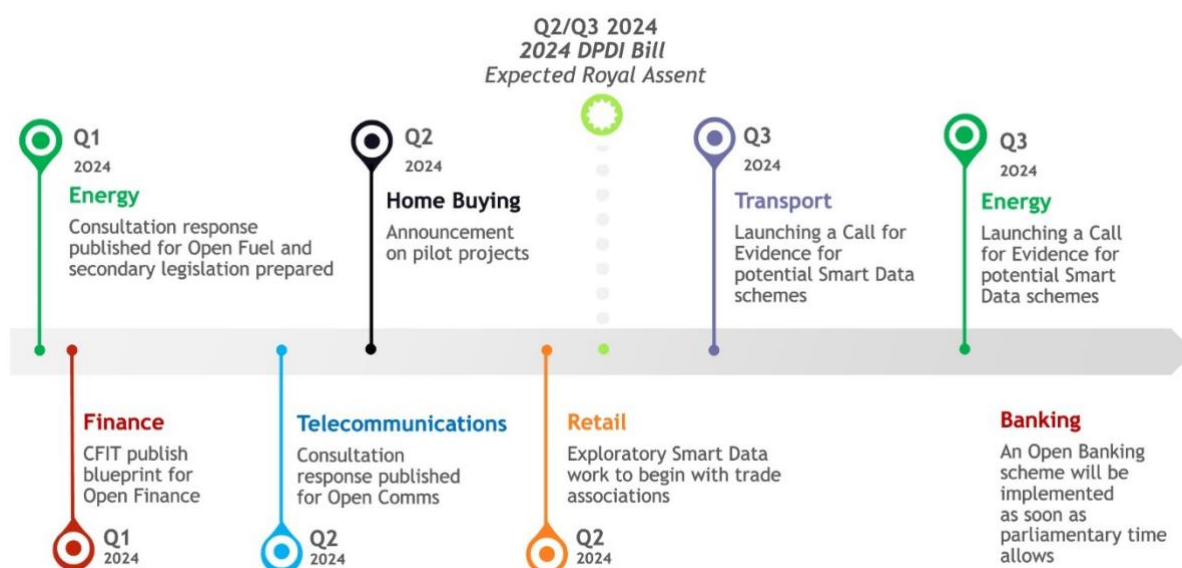 Q2/Q3 2024
2024 DPDI Bill
Expected Royal Assent
Q1
2024
Energy
Consultation response
published for Open Fuel and
secondary legislation prepared
Q2
2024
Home Buying
Announcement
on pilot projects
Q3
2024
Transport
Launching a Call for
Evidence for
potential Smart Data
schemes
Q3
2024
Energy
Launching a Call
for Evidence for
potential Smart
Data schemes
Finance
CFIT publish
blueprint for
Open Finance
Q1
2024
Telecommunications
Consultation
response published
for Open Comms
Q2
2024
Retail
Exploratory Smart Data
work to begin with trade
associations
Q2
2024
Banking
An Open Banking
scheme will be
implemented
as soon as
parliamentary time
allows